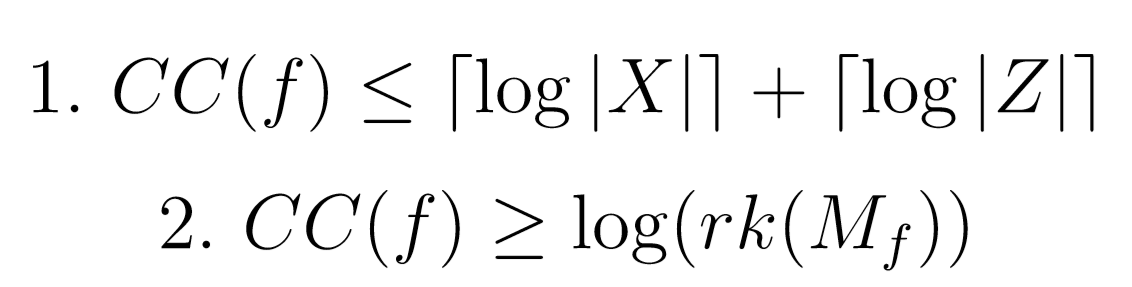 1. CC(f) ≤ ⌈log |X|⌉ + ⌈log |Z|⌉
2. CC(f) ≥ log(rk(M_f))